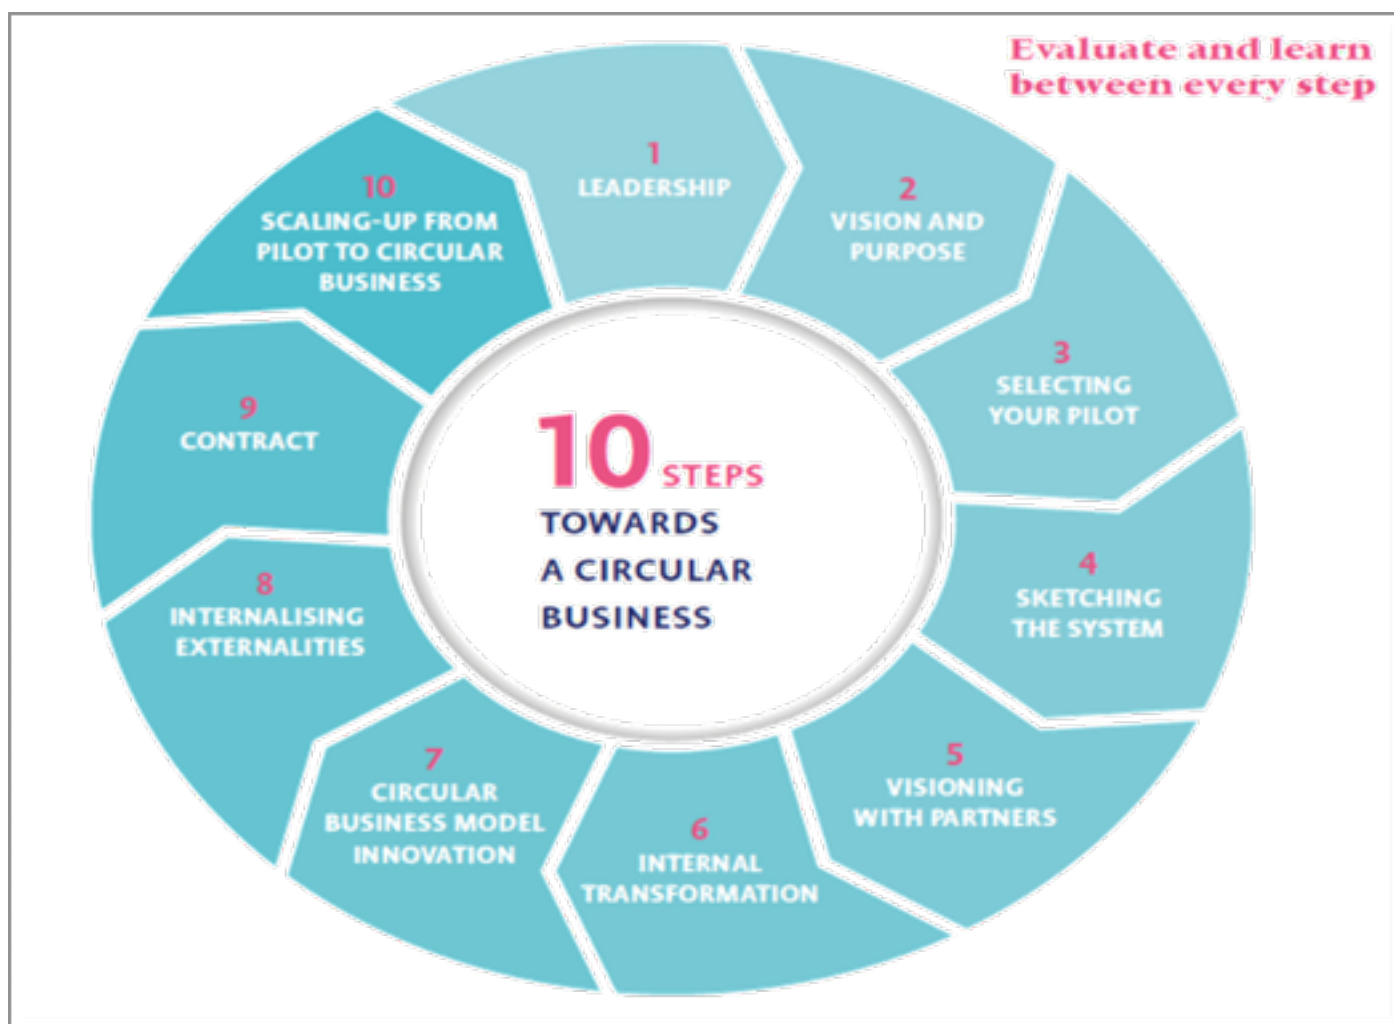 Evaluate and learn
between every step
1
LEADERSHIP
2
VISION AND
PURPOSE
3
SELECTING
YOUR PILOT
4
SKETCHING
THE SYSTEM
5
VISIONING
WITH PARTNERS
6
INTERNAL
TRANSFORMATION
7
CIRCULAR
BUSINESS MODEL
INNOVATION
8
INTERNALISING
EXTERNALITIES
9
CONTRACT
10
SCALING-UP FROM
PILOT TO CIRCULAR
BUSINESS
10 STEPS
TOWARDS
A CIRCULAR
BUSINESS